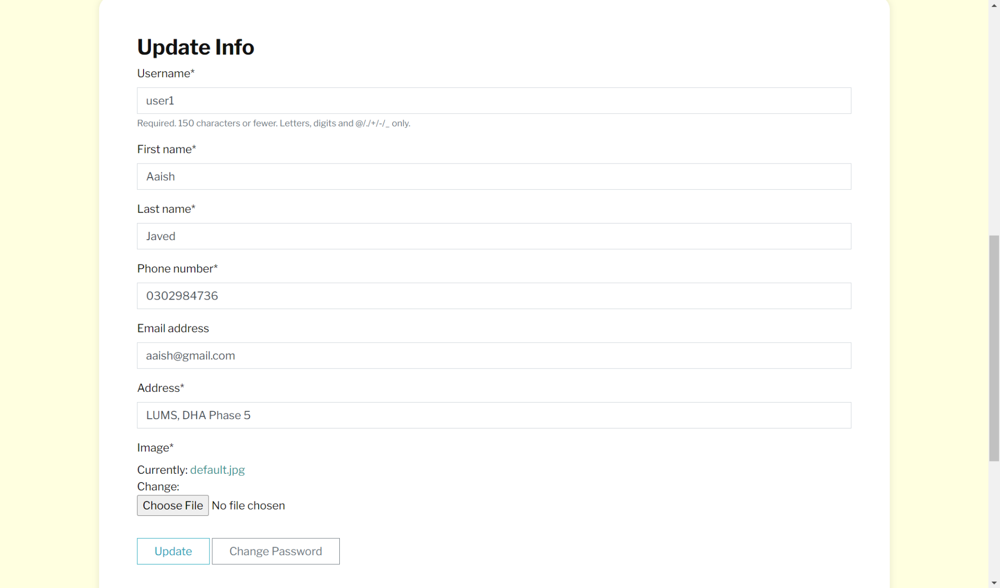 Update Info
Username*
user1
Required. 150 characters or fewer. Letters, digits and @/./+/-/_ only.
First name*
Aaish
Last name*
Javed
Phone number*
0302984736
Email address
aaish@gmail.com
Address*
LUMS, DHA Phase 5
Image*
Currently: default.jpg
Change:
Choose File No file chosen
Update Change Password